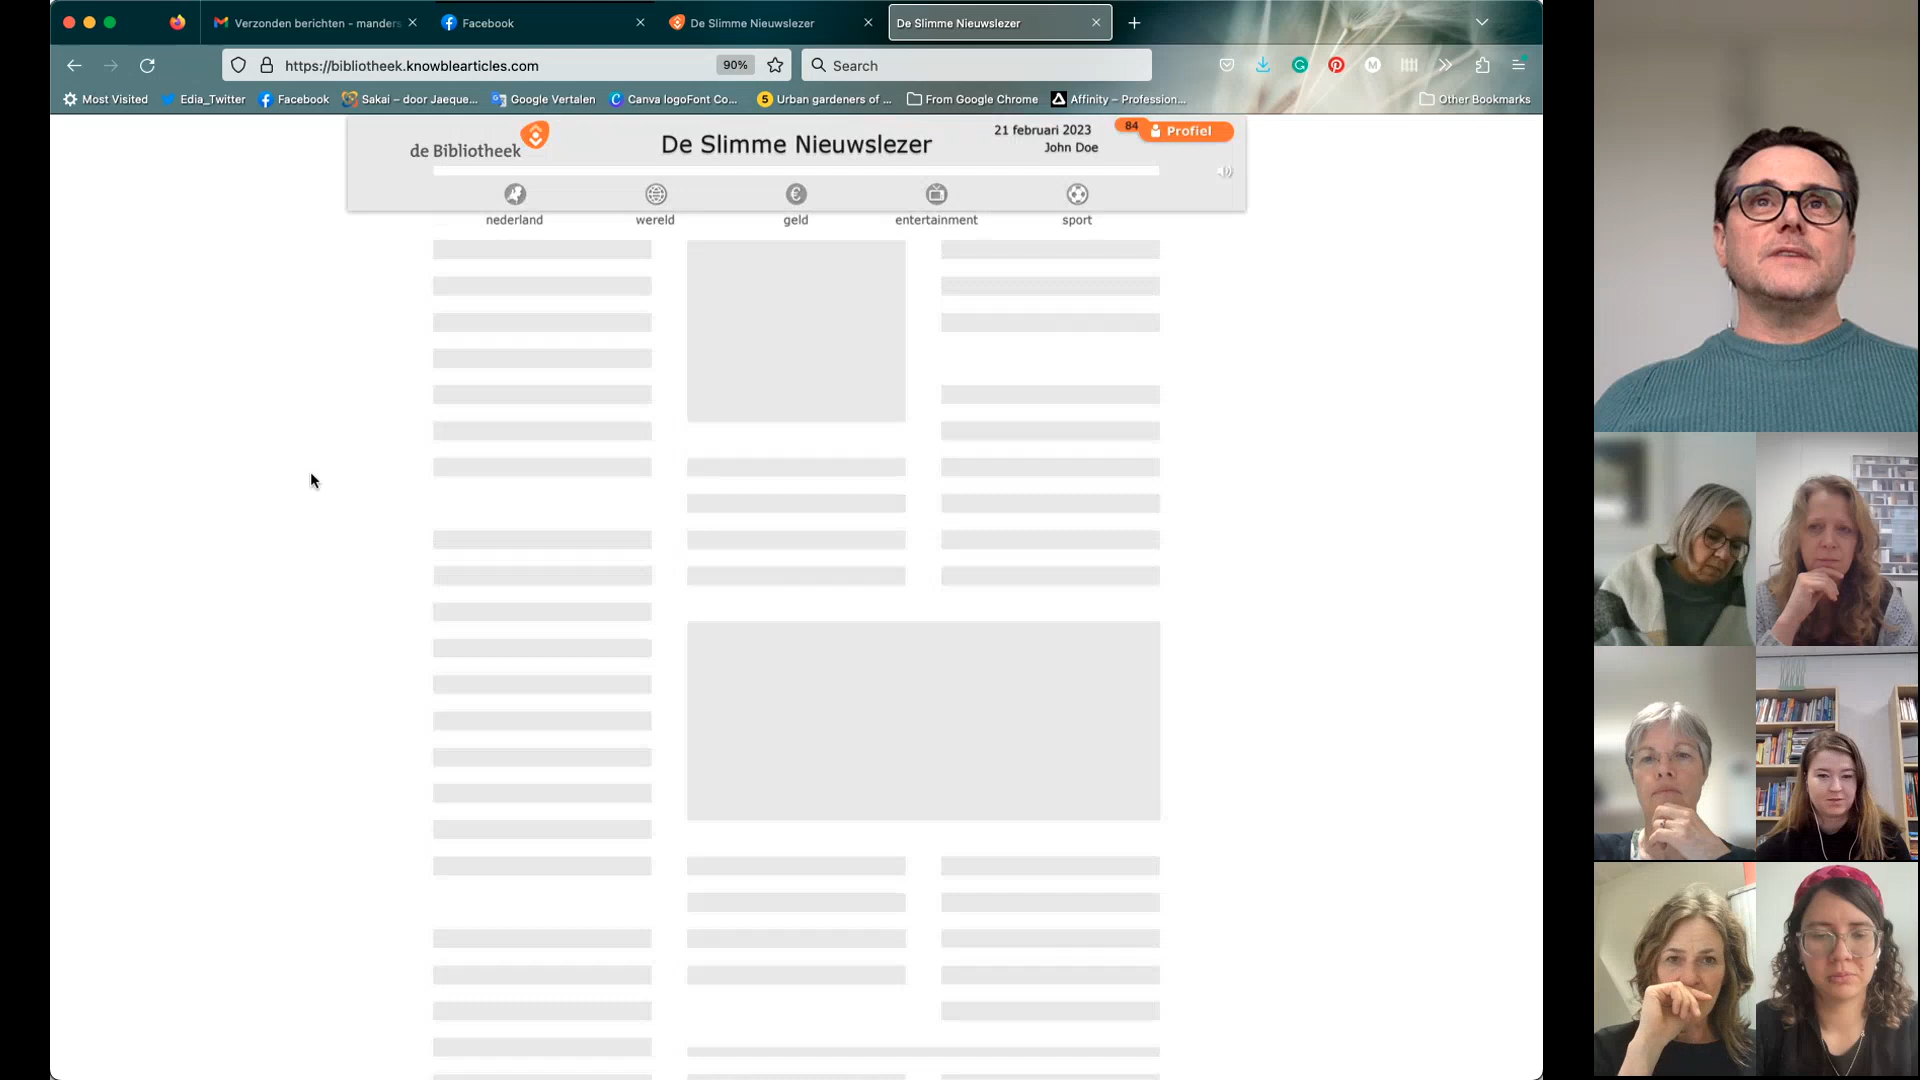 Verzonden berichten - manders
Facebook
De Slimme Nieuwslezer
De Slimme Nieuwslezer
https://bibliotheek.knowblearticles.com
90%
Search
Most Visited
Edia_Twitter
Facebook
Sakai – door Jaeque...
Google Vertalen
Canva logoFont Co...
Urban gardeners of ...
From Google Chrome
Affinity – Profession...
Other Bookmarks
de Bibliotheek
De Slimme Nieuwslezer
21 februari 2023
John Doe
84
Profiel
nederland
wereld
geld
entertainment
sport